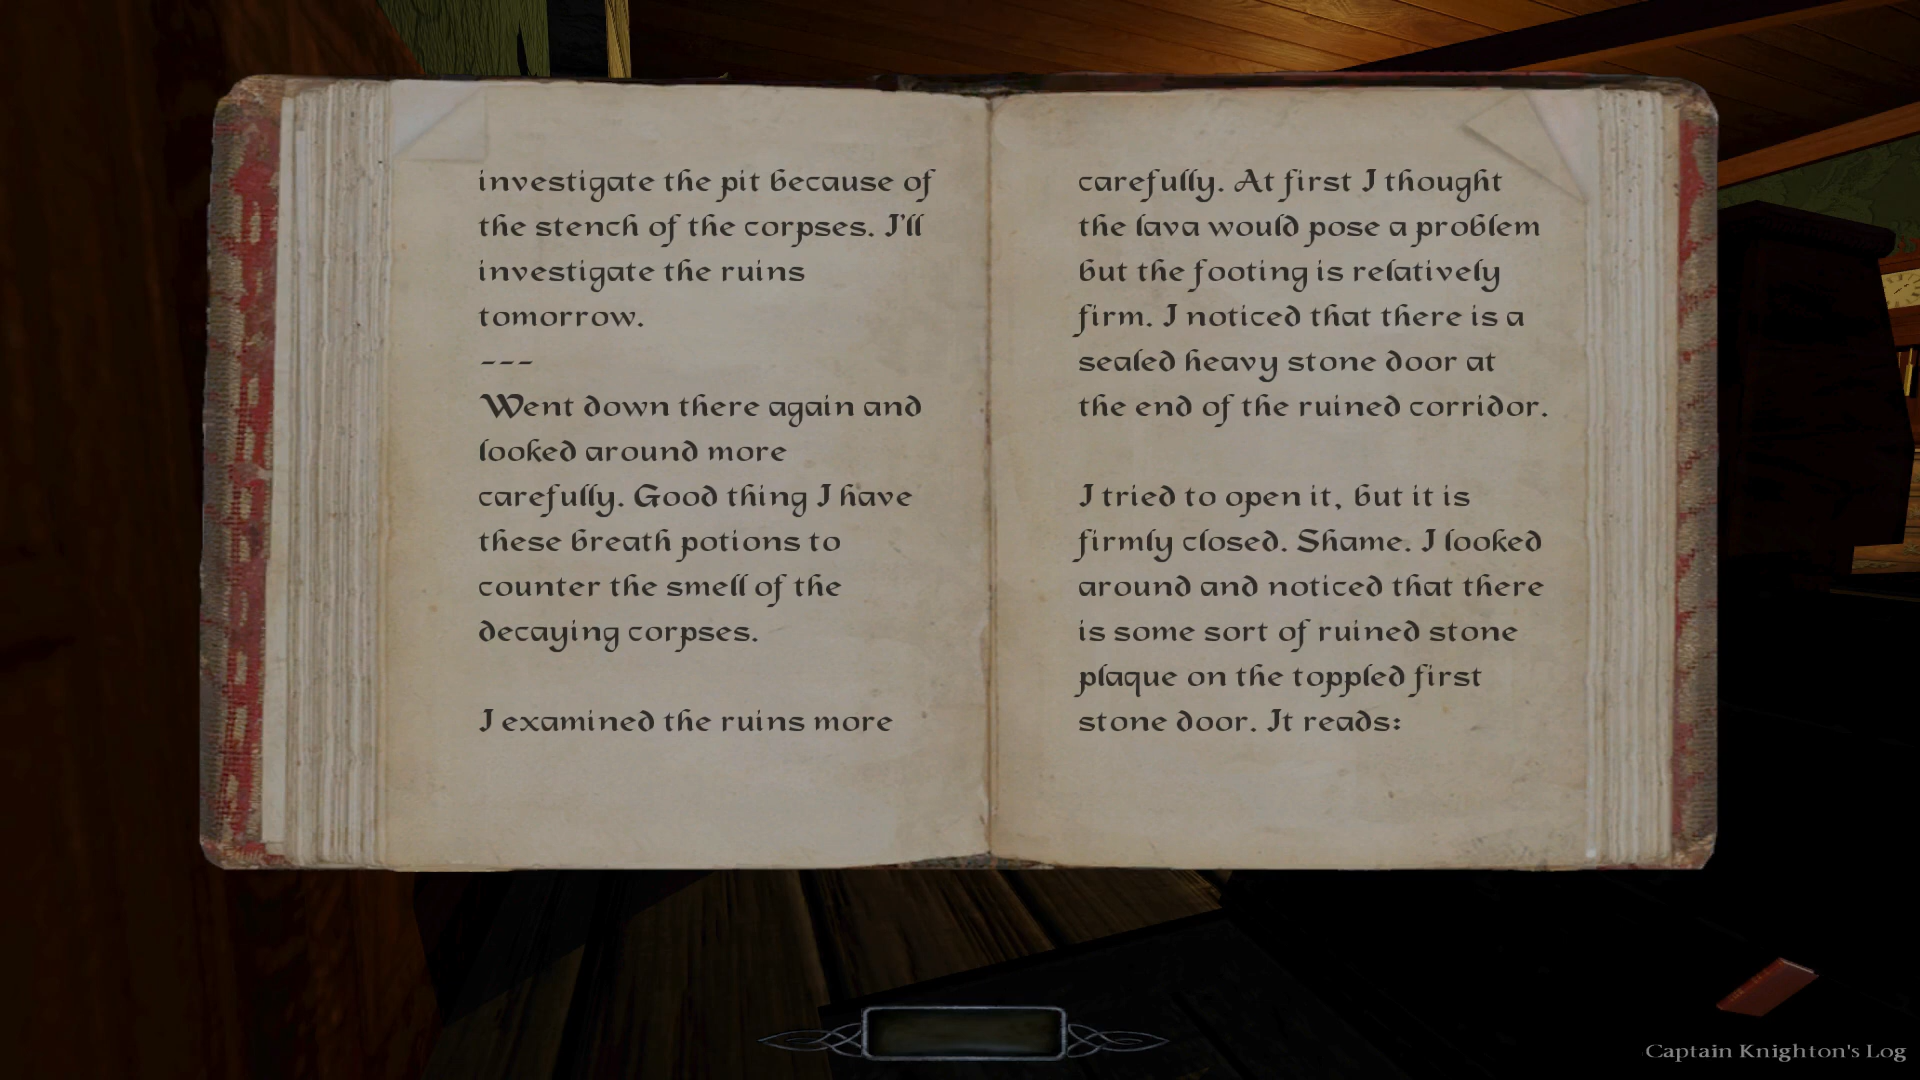 investigate the pit because of
the stench of the corpses. I'll
investigate the ruins
tomorrow.
---
Went down there again and
looked around more
carefully. Good thing I have
these breath potions to
counter the smell of the
decaying corpses.
I examined the ruins more
carefully. At first I thought
the lava would pose a problem
but the footing is relatively
firm. I noticed that there is a
sealed heavy stone door at
the end of the ruined corridor.
I tried to open it, but it is
firmly closed. Shame. I looked
around and noticed that there
is some sort of ruined stone
plaque on the toppled first
stone door. It reads:
Captain Knighton's Log